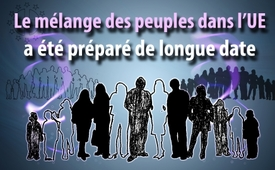 Le mélange des peuples dans l'UE
a été préparé de longue date